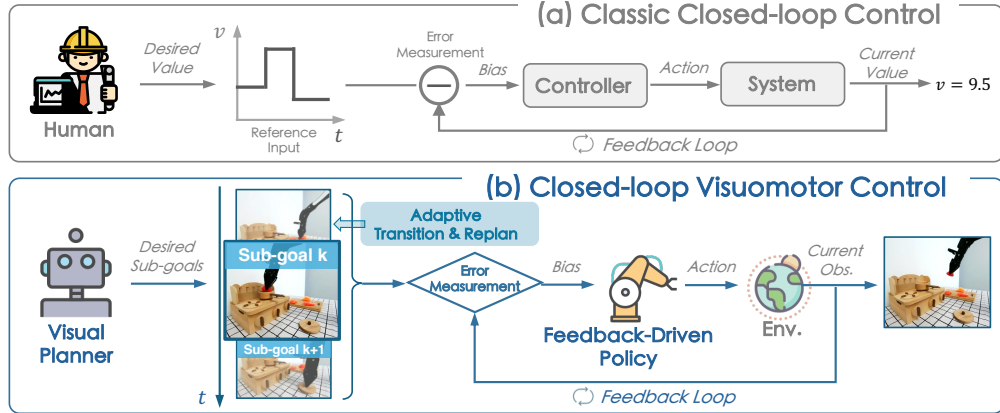 (a) Classic Closed-loop Control
Human
Desired
Value
v
t
Reference
Input
Error
Measurement
Bias
Controller
Action
System
Current
Value
v = 9.5
Feedback Loop
(b) Closed-loop Visuomotor Control
Visual
Planner
Desired
Sub-goals
t
Sub-goal k
Sub-goal k+1
Adaptive
Transition & Replan
Error
Measurement
Bias
Feedback-Driven
Policy
Action
Env.
Current
Obs.
Feedback Loop